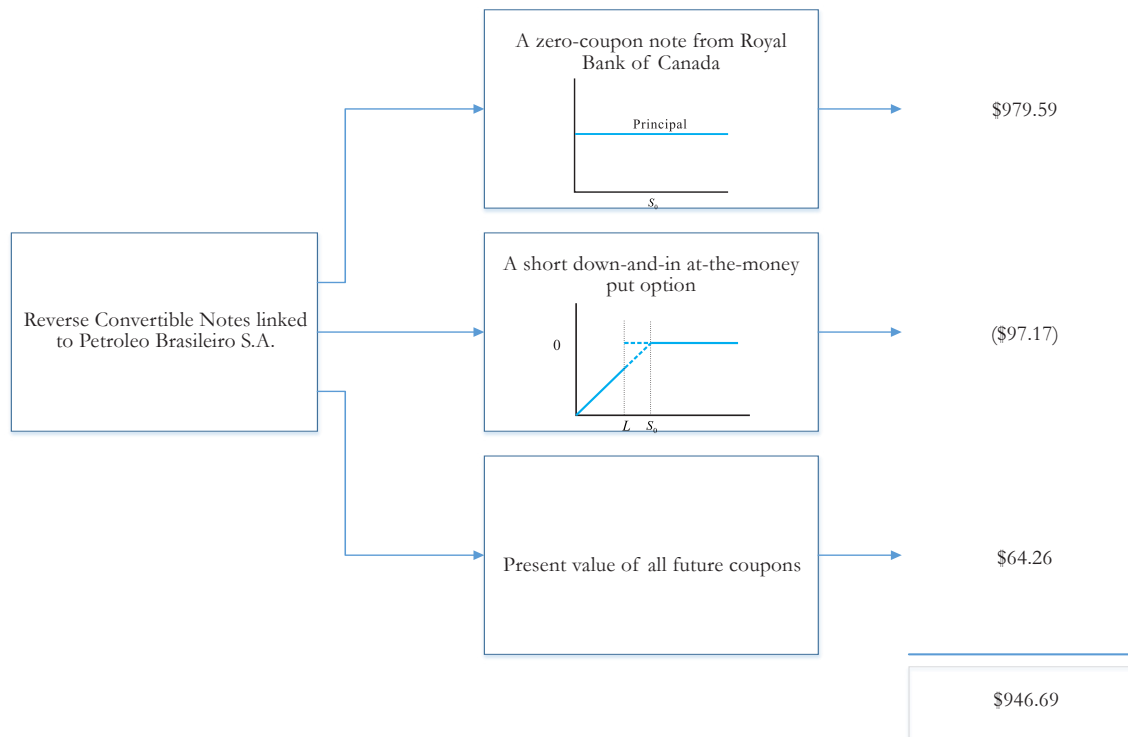 A zero-coupon note from Royal
Bank of Canada
Principal
S₀
$979.59
Reverse Convertible Notes linked
to Petroleo Brasileiro S.A.
A short down-and-in at-the-money
put option
0
L
S₀
($97.17)
Present value of all future coupons
$64.26
$946.69